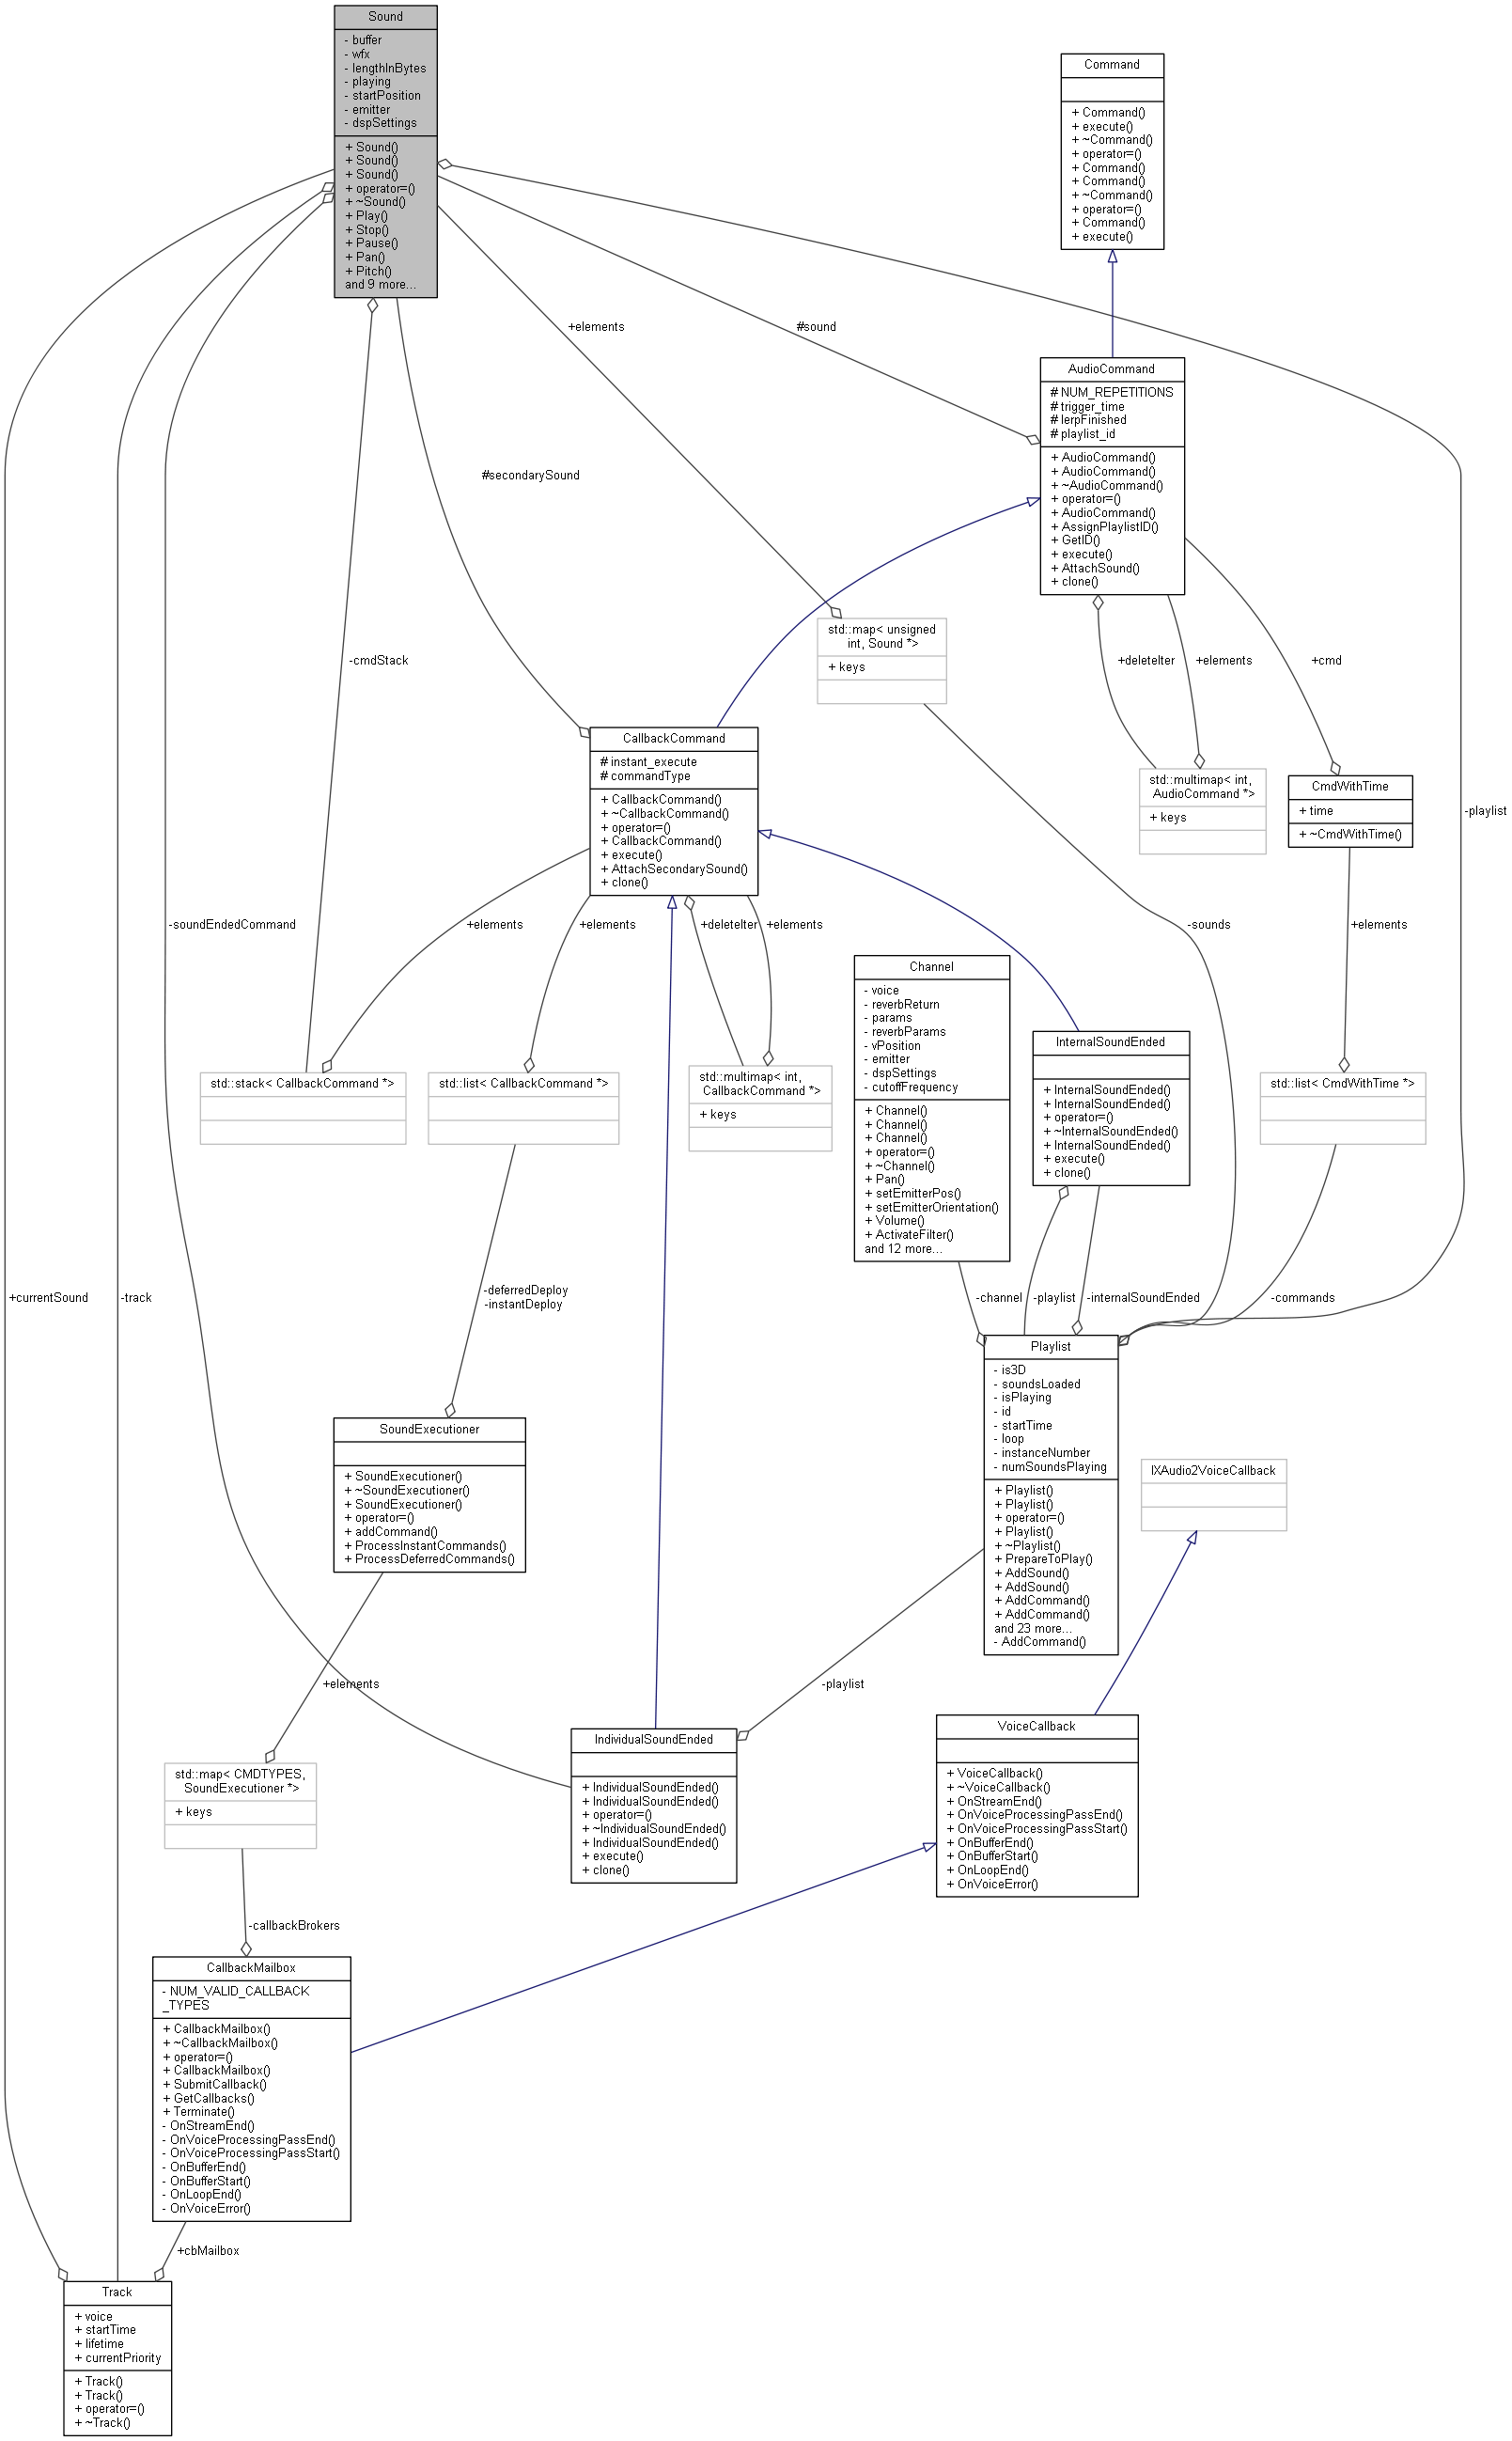 Sound
- buffer
- wfx
- lengthInBytes
- playing
- startPosition
- emitter
- dspSettings
+ Sound()
+ Sound()
+ Sound()
+ operator=()
+ ~Sound()
+ Play()
+ Stop()
+ Pause()
+ Pan()
+ Pitch()
and 9 more...
Command
+ Command()
+ execute()
+ ~Command()
+ operator=()
+ Command()
+ Command()
+ ~Command()
+ operator=()
+ Command()
+ execute()
#sound
+elements
AudioCommand
# NUM_REPETITIONS
# trigger_time
# lerpFinished
# playlist_id
+ AudioCommand()
+ AudioCommand()
+ ~AudioCommand()
+ operator=()
+ AudioCommand()
+ AssignPlaylistID()
+ GetID()
+ execute()
+ AttachSound()
+ clone()
#secondarySound
std::map< unsigned
int, Sound *>
+ keys
-cmdStack
+deleteIter
+elements
+cmd
CallbackCommand
# instant_execute
# commandType
+ CallbackCommand()
+ ~CallbackCommand()
+ operator=()
+ CallbackCommand()
+ execute()
+ AttachSecondarySound()
+ clone()
std::multimap< int,
AudioCommand *>
+ keys
CmdWithTime
+ time
+ ~CmdWithTime()
-playlist
-soundEndedCommand
+elements
+elements
+deleteIter
+elements
-sounds
+elements
Channel
- voice
- reverbReturn
- params
- reverbParams
- vPosition
- emitter
- dspSettings
- cutoffFrequency
+ Channel()
+ Channel()
+ Channel()
+ operator=()
+ ~Channel()
+ Pan()
+ setEmitterPos()
+ setEmitterOrientation()
+ Volume()
+ ActivateFilter()
and 12 more...
InternalSoundEnded
+ InternalSoundEnded()
+ InternalSoundEnded()
+ operator=()
+ ~InternalSoundEnded()
+ InternalSoundEnded()
+ execute()
+ clone()
std::stack< CallbackCommand *>
std::list< CallbackCommand *>
std::multimap< int,
CallbackCommand *>
+ keys
std::list< CmdWithTime *>
+currentSound
-track
-deferredDeploy
-instantDeploy
-channel
-playlist
-internalSoundEnded
-commands
Playlist
- is3D
- soundsLoaded
- isPlaying
- id
- startTime
- loop
- instanceNumber
- numSoundsPlaying
+ Playlist()
+ Playlist()
+ operator=()
+ Playlist()
+ ~Playlist()
+ PrepareToPlay()
+ AddSound()
+ AddSound()
+ AddCommand()
+ AddCommand()
and 23 more...
- AddCommand()
SoundExecutioner
+ SoundExecutioner()
+ ~SoundExecutioner()
+ SoundExecutioner()
+ operator=()
+ addCommand()
+ ProcessInstantCommands()
+ ProcessDeferredCommands()
IXAudio2VoiceCallback
+elements
-playlist
IndividualSoundEnded
+ IndividualSoundEnded()
+ IndividualSoundEnded()
+ operator=()
+ ~IndividualSoundEnded()
+ IndividualSoundEnded()
+ execute()
+ clone()
VoiceCallback
+ VoiceCallback()
+ ~VoiceCallback()
+ OnStreamEnd()
+ OnVoiceProcessingPassEnd()
+ OnVoiceProcessingPassStart()
+ OnBufferEnd()
+ OnBufferStart()
+ OnLoopEnd()
+ OnVoiceError()
std::map< CMDTYPES,
SoundExecutioner *>
+ keys
-callbackBrokers
CallbackMailbox
- NUM_VALID_CALLBACK
_TYPES
+ CallbackMailbox()
+ ~CallbackMailbox()
+ operator=()
+ CallbackMailbox()
+ SubmitCallback()
+ GetCallbacks()
+ Terminate()
- OnStreamEnd()
- OnVoiceProcessingPassEnd()
- OnVoiceProcessingPassStart()
- OnBufferEnd()
- OnBufferStart()
- OnLoopEnd()
- OnVoiceError()
+cbMailbox
Track
+ voice
+ startTime
+ lifetime
+ currentPriority
+ Track()
+ Track()
+ operator=()
+ ~Track()